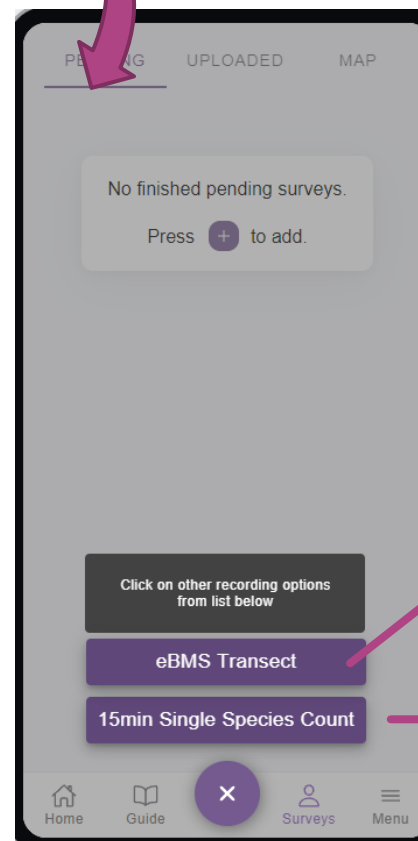 PENDING UPLOADED MAP
No finished pending surveys.
Press + to add.
Click on other recording options
from list below
eBMS Transect
15min Single Species Count
Home Guide Surveys Menu